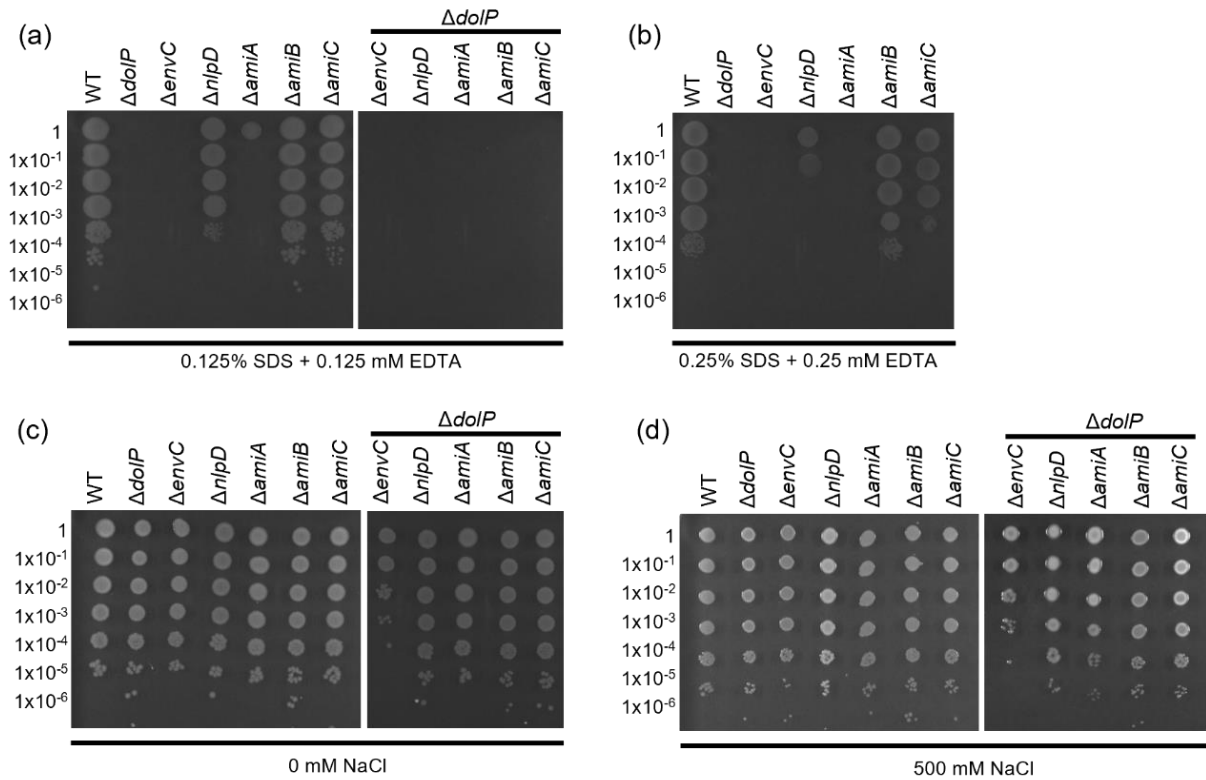 (a)
ΔdolP
WT
ΔdolP
ΔenvC
ΔnlpD
ΔamiA
ΔamiB
ΔamiC
ΔenvC
ΔnlpD
ΔamiA
ΔamiB
ΔamiC
1
1x10⁻¹
1x10⁻²
1x10⁻³
1x10⁻⁴
1x10⁻⁵
1x10⁻⁶
0.125% SDS + 0.125 mM EDTA
(b)
WT
ΔdolP
ΔenvC
ΔnlpD
ΔamiA
ΔamiB
ΔamiC
1
1x10⁻¹
1x10⁻²
1x10⁻³
1x10⁻⁴
1x10⁻⁵
1x10⁻⁶
0.25% SDS + 0.25 mM EDTA
(c)
ΔdolP
WT
ΔdolP
ΔenvC
ΔnlpD
ΔamiA
ΔamiB
ΔamiC
ΔenvC
ΔnlpD
ΔamiA
ΔamiB
ΔamiC
1
1x10⁻¹
1x10⁻²
1x10⁻³
1x10⁻⁴
1x10⁻⁵
1x10⁻⁶
0 mM NaCl
(d)
ΔdolP
WT
ΔdolP
ΔenvC
ΔnlpD
ΔamiA
ΔamiB
ΔamiC
ΔenvC
ΔnlpD
ΔamiA
ΔamiB
ΔamiC
1
1x10⁻¹
1x10⁻²
1x10⁻³
1x10⁻⁴
1x10⁻⁵
1x10⁻⁶
500 mM NaCl